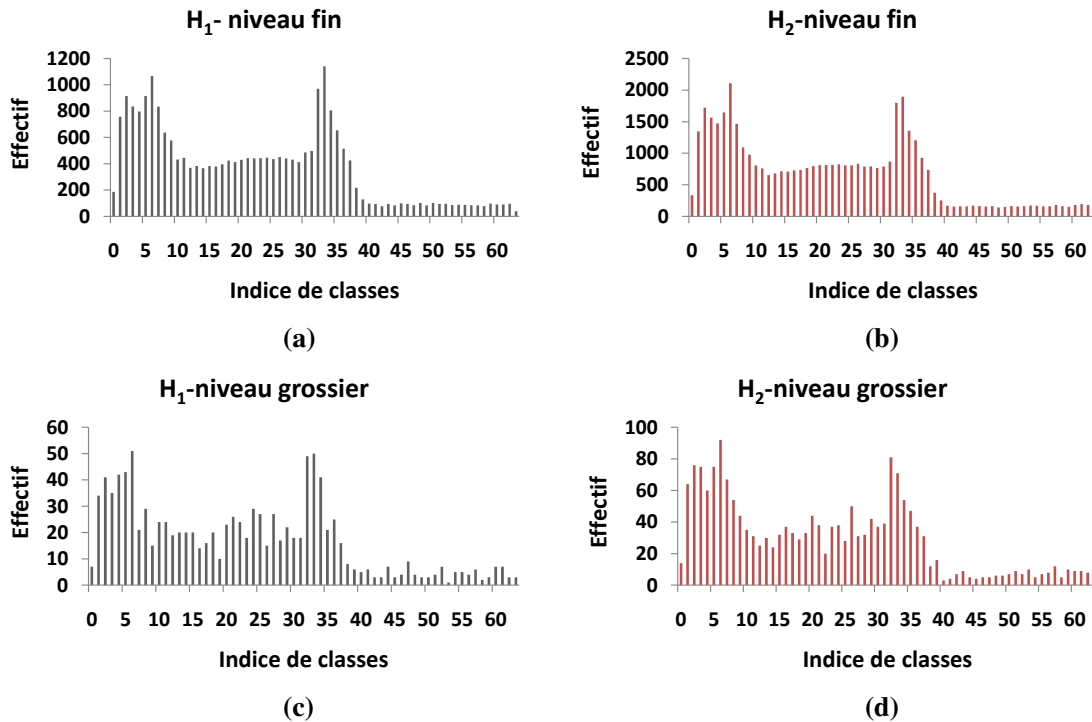 H1- niveau fin
1200
1000
800
600
400
200
0
Effectif
0 5 10 15 20 25 30 35 40 45 50 55 60
Indice de classes
(a)
H2-niveau fin
2500
2000
1500
1000
500
0
Effectif
0 5 10 15 20 25 30 35 40 45 50 55 60
Indice de classes
(b)
H1-niveau grossier
60
50
40
30
20
10
0
Effectif
0 5 10 15 20 25 30 35 40 45 50 55 60
Indice de classes
(c)
H2-niveau grossier
100
80
60
40
20
0
Effectif
0 5 10 15 20 25 30 35 40 45 50 55 60
Indice de classes
(d)